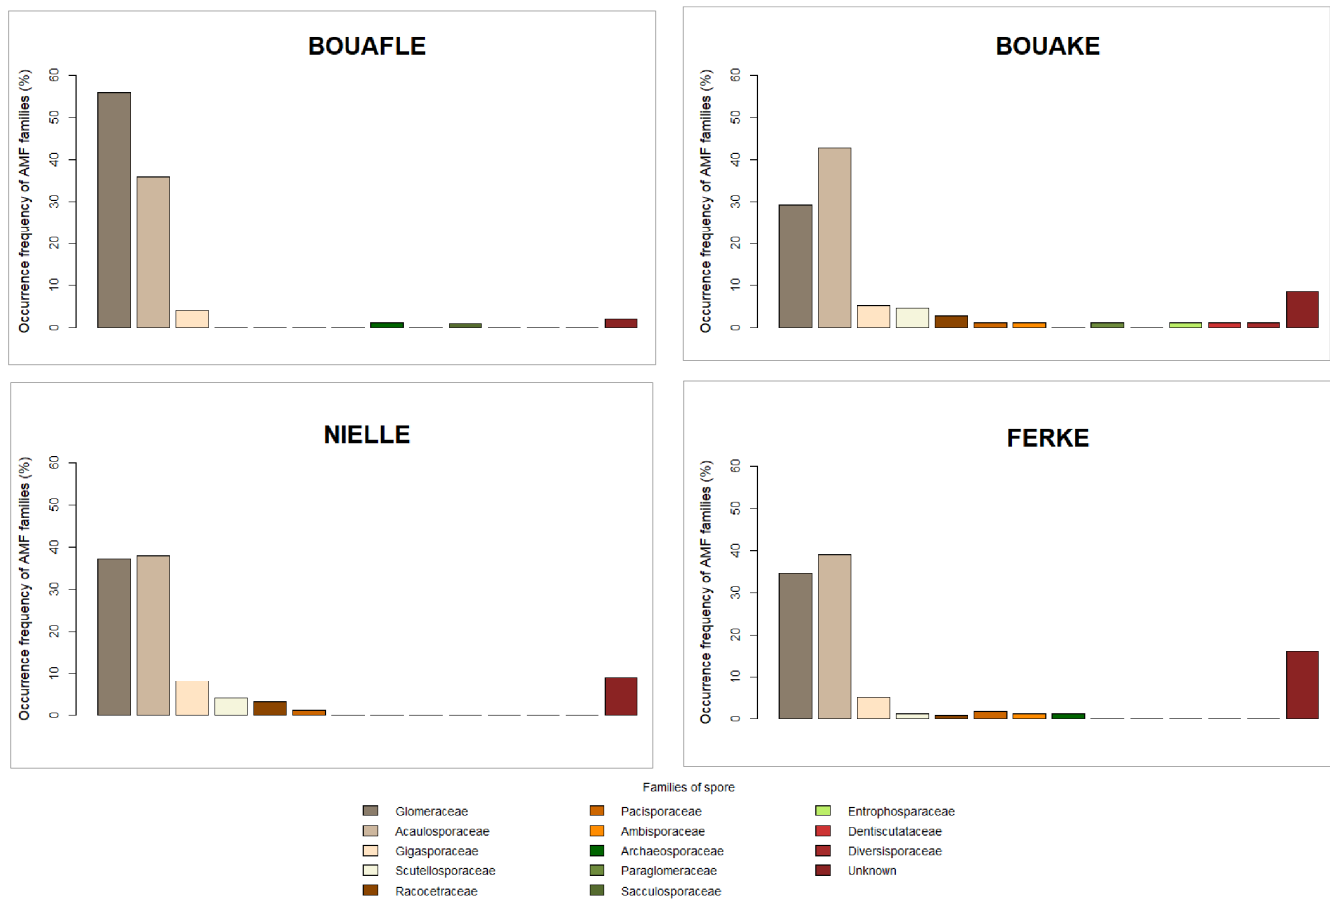 BOUAFLE
Occurrence frequency of AMF families (%)
60
50
40
30
20
10
0
BOUAKE
Occurrence frequency of AMF families (%)
60
50
40
30
20
10
0
NIELLE
Occurrence frequency of AMF families (%)
60
50
40
30
20
10
0
FERKE
Occurrence frequency of AMF families (%)
60
50
40
30
20
10
0
Families of spore
Glomeraceae
Acaulosporaceae
Gigasporaceae
Scutellosporaceae
Racocetraceae
Pacisporaceae
Ambisporaceae
Archaeosporaceae
Paraglomeraceae
Sacculosporaceae
Entrophosparaceae
Dentiscutataceae
Diversisporaceae
Unknown